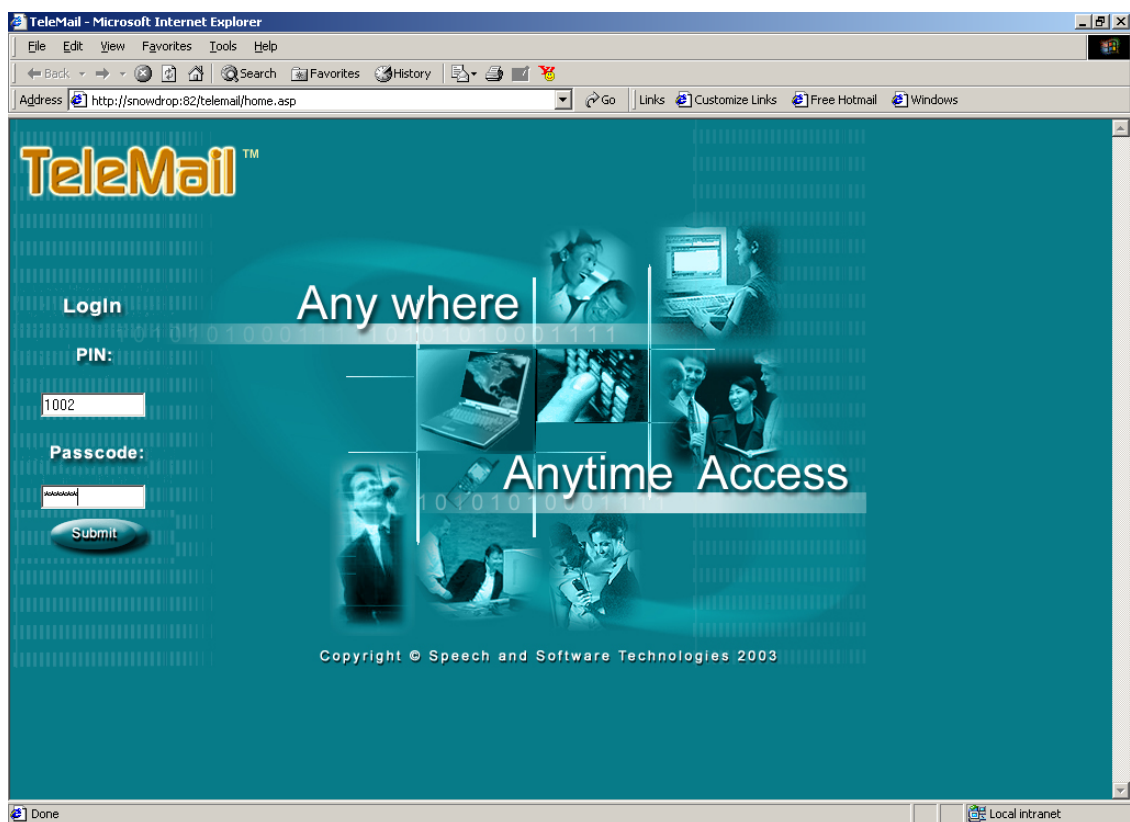 TeleMail - Microsoft Internet Explorer
File Edit View Favorites Tools Help
Back Search Favorites History
Address http://snowdrop:82/telemail/home.asp Go Links Customize Links Free Hotmail Windows
TeleMail TM
LogIn
Any where
PIN:
1002
Passcode:
*******
Anytime Access
Submit
Copyright © Speech and Software Technologies 2003
Done Local intranet